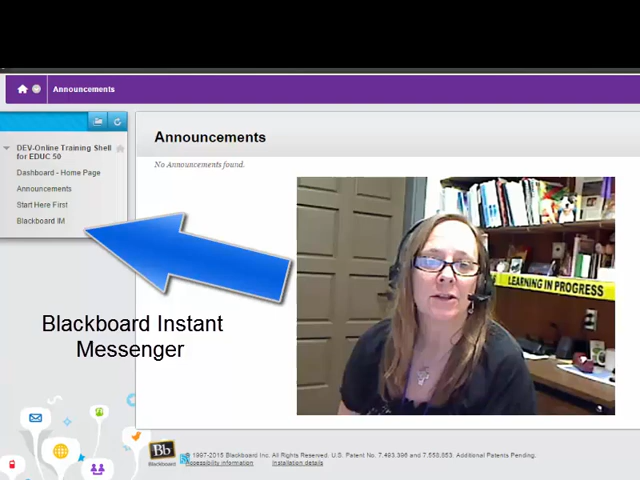 Announcements
DEV-Online Training Shell
for EDUC 50
Dashboard - Home Page
Announcements
Start Here First
Blackboard IM
Announcements
No Announcements found.
LEARNING IN PROGRESS
Blackboard Instant
Messenger
Bb
Blackboard
© 1997-2015 Blackboard Inc. All Rights Reserved. U.S. Patent No. 7,493,396 and 7,558,853. Additional Patents Pending.
Accessibility information
Installation details